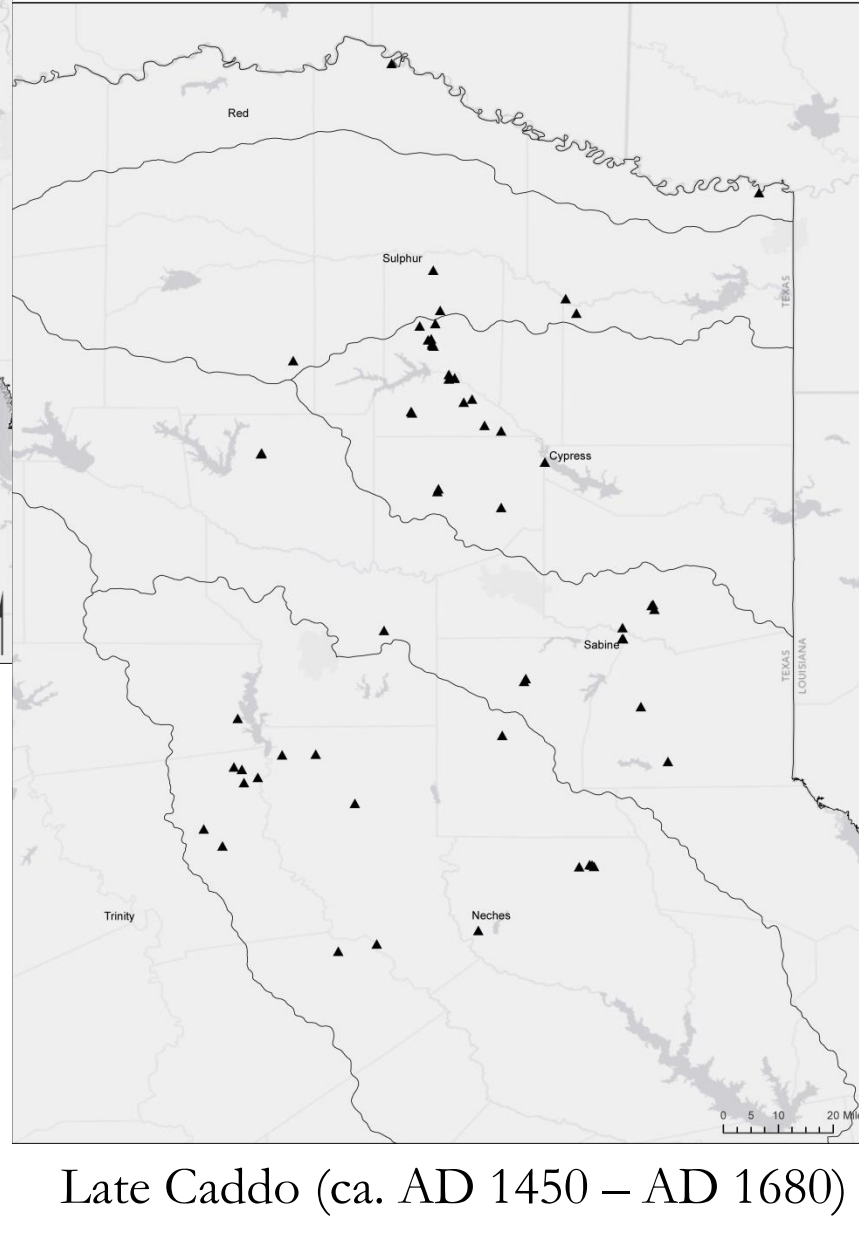 Red
Sulphur
TEXAS
Cypress
Sabine
TEXAS
LOUISIANA
Trinity
Neches
0 5 10 20
Late Caddo (ca. AD 1450 – AD 1680)